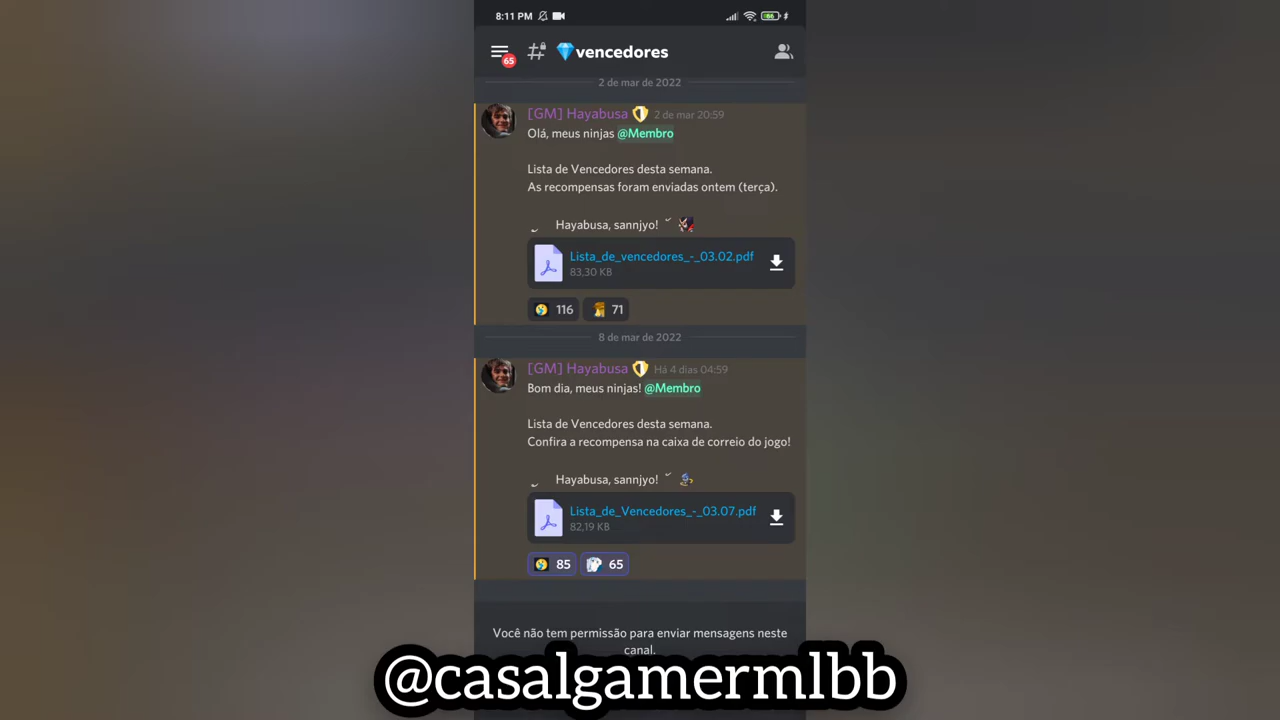 8:11 PM
66
65
💎vencedores
2 de mar de 2022
[GM] Hayabusa 2 de mar 20:59
Olá, meus ninjas @Membro
Lista de Vencedores desta semana.
As recompensas foram enviadas ontem (terça).
Hayabusa, sannjyo!
Lista_de_vencedores_-_03.02.pdf
83,30 KB
116 71
8 de mar de 2022
[GM] Hayabusa Há 4 dias 04:59
Bom dia, meus ninjas! @Membro
Lista de Vencedores desta semana.
Confira a recompensa na caixa de correio do jogo!
Hayabusa, sannjyo!
Lista_de_Vencedores_-_03.07.pdf
82,19 KB
85 65
Você não tem permissão para enviar mensagens neste
canal.
@casalgamermlbb